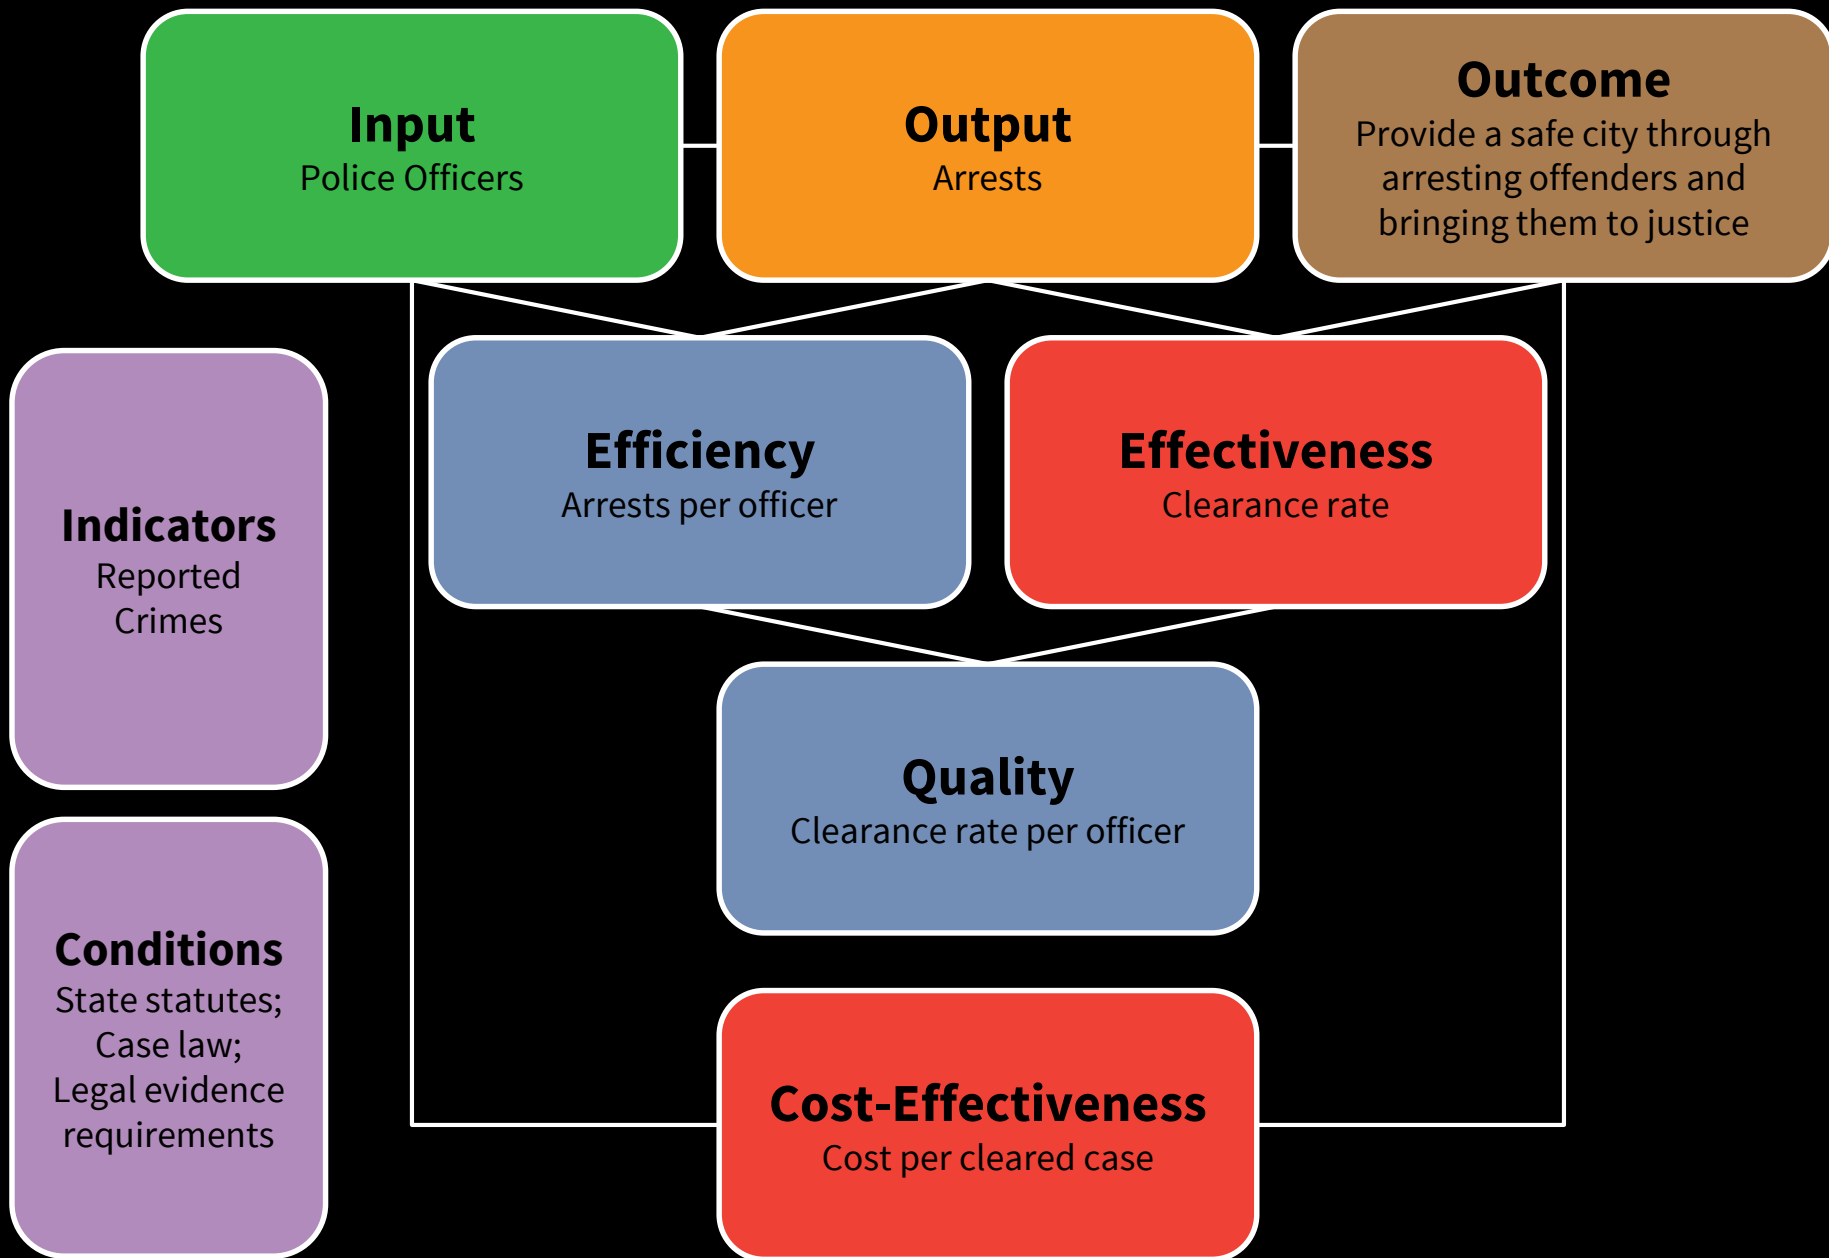 Input
Police Officers
Output
Arrests
Outcome
Provide a safe city through
arresting offenders and
bringing them to justice
Indicators
Reported
Crimes
Efficiency
Arrests per officer
Effectiveness
Clearance rate
Quality
Clearance rate per officer
Conditions
State statutes;
Case law;
Legal evidence
requirements
Cost-Effectiveness
Cost per cleared case